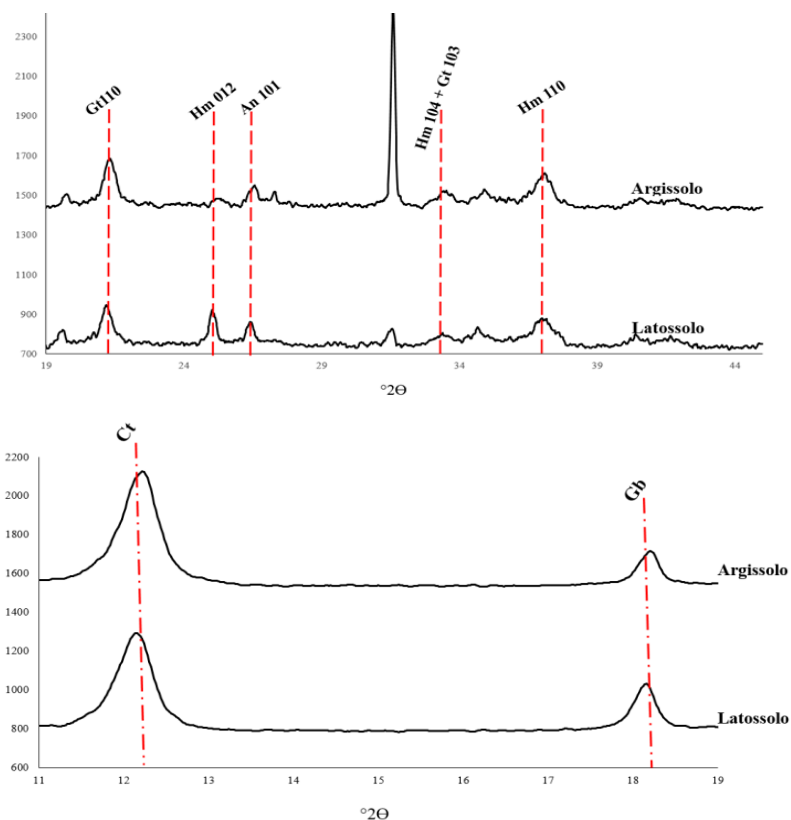 2300
2100
1900
1700
1500
1300
1100
900
700
Gt110
Hm 012
An 101
Hm 104 + Gt 103
Hm 110
Argissolo
Latossolo
19
24
29
34
39
44
°2ϴ
Ct
Gb
2200
2000
1800
1600
1400
1200
1000
800
600
Argissolo
Latossolo
11
12
13
14
15
16
17
18
19
°2ϴ